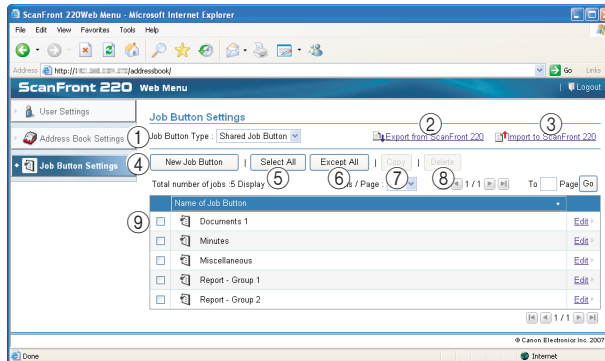 ScanFront 220Web Menu - Microsoft Internet Explorer
File Edit View Favorites Tools Help
Address http:// /addressbook/ Go Links
ScanFront 220 Web Menu Logout
User Settings
Address Book Settings
Job Button Settings
Job Button Settings
① Job Button Type : Shared Job Button ② Export from ScanFront 220 ③ Import to ScanFront 220
④ New Job Button | ⑤ Select All ⑥ Except All | ⑦ Copy | ⑧ Delete
Total number of jobs :5 Display s / Page : 1 / 1 To Page Go
Name of Job Button
⑨ Documents 1 Edit
Minutes Edit
Miscellaneous Edit
Report - Group 1 Edit
Report - Group 2 Edit
1 / 1
© Canon Electronics Inc. 2007
Done Internet